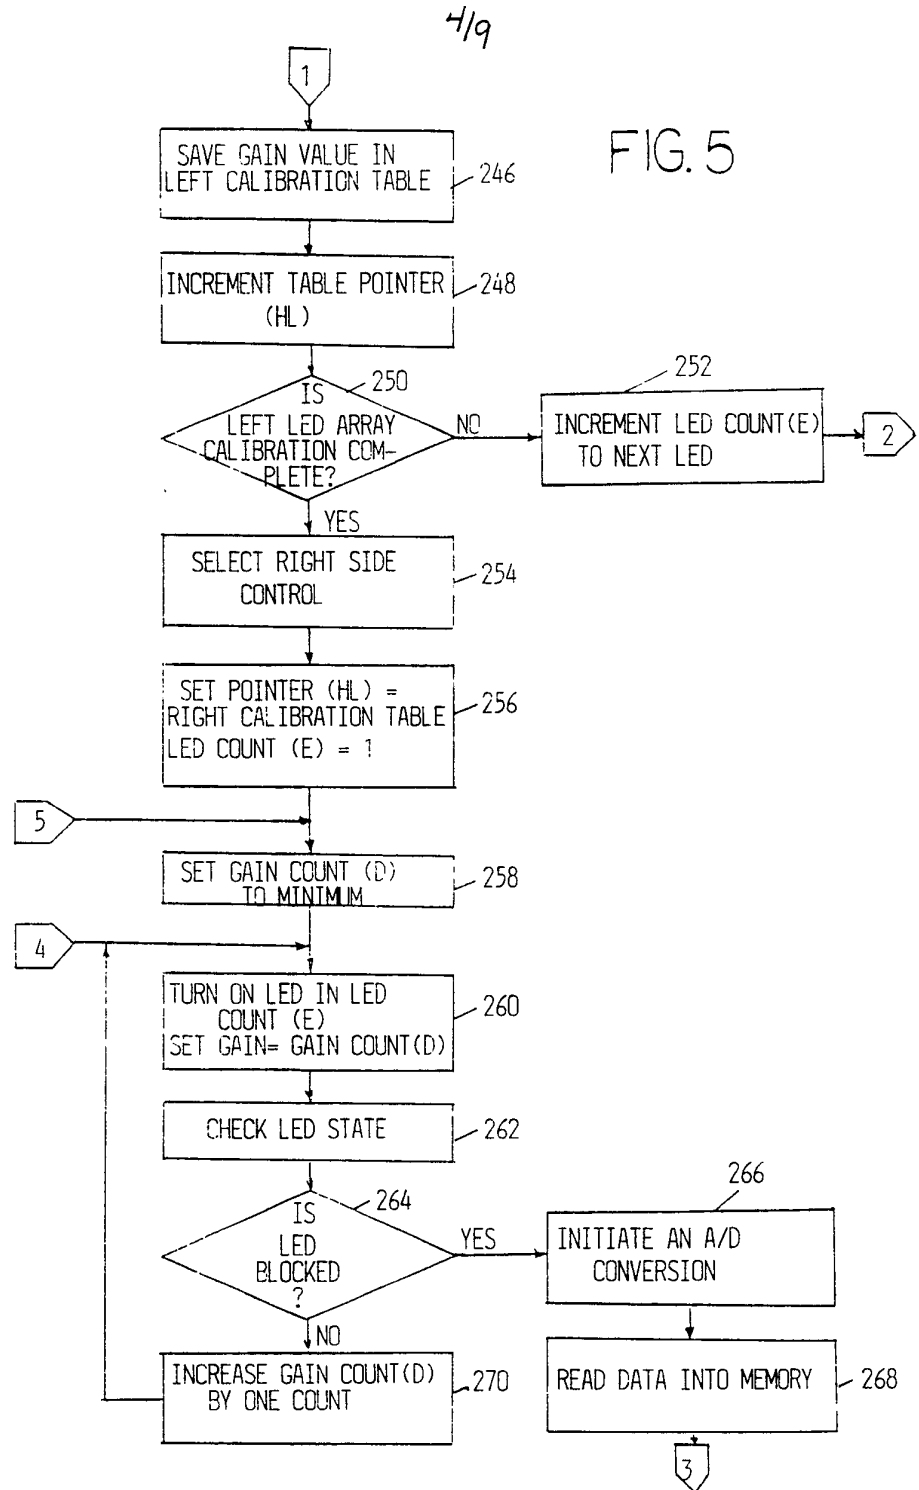 4/9
1
FIG. 5
SAVE GAIN VALUE IN
LEFT CALIBRATION TABLE
246
INCREMENT TABLE POINTER
(HL)
248
250
IS
LEFT LED ARRAY
CALIBRATION COM-
PLETE?
NO
252
INCREMENT LED COUNT(E)
TO NEXT LED
2
YES
SELECT RIGHT SIDE
CONTROL
254
SET POINTER (HL) =
RIGHT CALIBRATION TABLE
LED COUNT (E) = 1
256
5
SET GAIN COUNT (D)
TO MINIMUM
258
4
TURN ON LED IN LED
COUNT (E)
SET GAIN= GAIN COUNT(D)
260
CHECK LED STATE
262
264
IS
LED
BLOCKED
?
YES
266
INITIATE AN A/D
CONVERSION
NO
INCREASE GAIN COUNT(D)
BY ONE COUNT
270
READ DATA INTO MEMORY
268
3